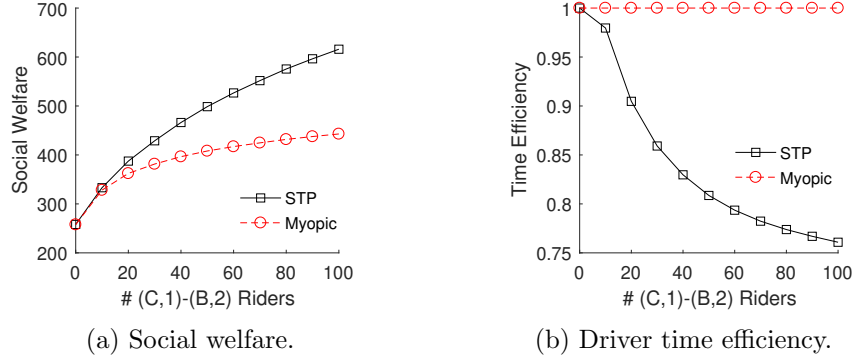 700
600
500
400
300
200
Social Welfare
STP
Myopic
0
20
40
60
80
100
# (C,1)-(B,2) Riders
(a) Social welfare.
1
0.95
0.9
0.85
0.8
0.75
Time Efficiency
STP
Myopic
0
20
40
60
80
100
# (C,1)-(B,2) Riders
(b) Driver time efficiency.